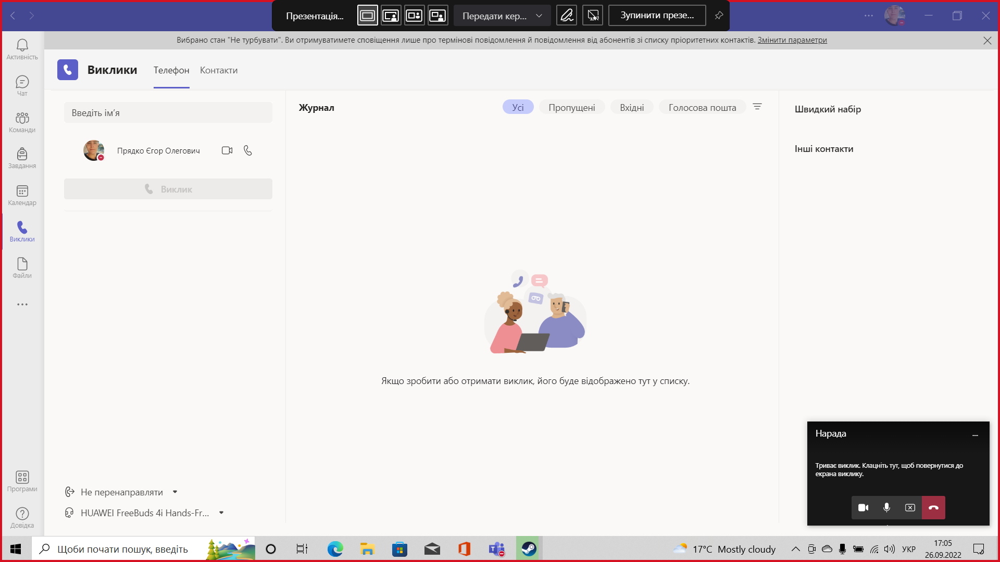 Презентація...
Передати кер...
Зупинити презе...
Вибрано стан "Не турбувати". Ви отримуватимете сповіщення лише про термінові повідомлення й повідомлення від абонентів зі списку пріоритетних контактів. Змінити параметри
Активність
Чат
Команди
Завдання
Календар
Виклики
Файли
Програми
Довідка
Виклики
Телефон
Контакти
Введіть ім’я
Прядко Єгор Олегович
Виклик
Не перенаправляти
HUAWEI FreeBuds 4i Hands-Fr...
Журнал
Усі
Пропущені
Вхідні
Голосова пошта
Якщо зробити або отримати виклик, його буде відображено тут у списку.
Швидкий набір
Інші контакти
Нарада
Триває виклик. Клацніть тут, щоб повернутися до
екрана виклику.
Щоби почати пошук, введіть
17°C Mostly cloudy
УКР
17:05
26.09.2022